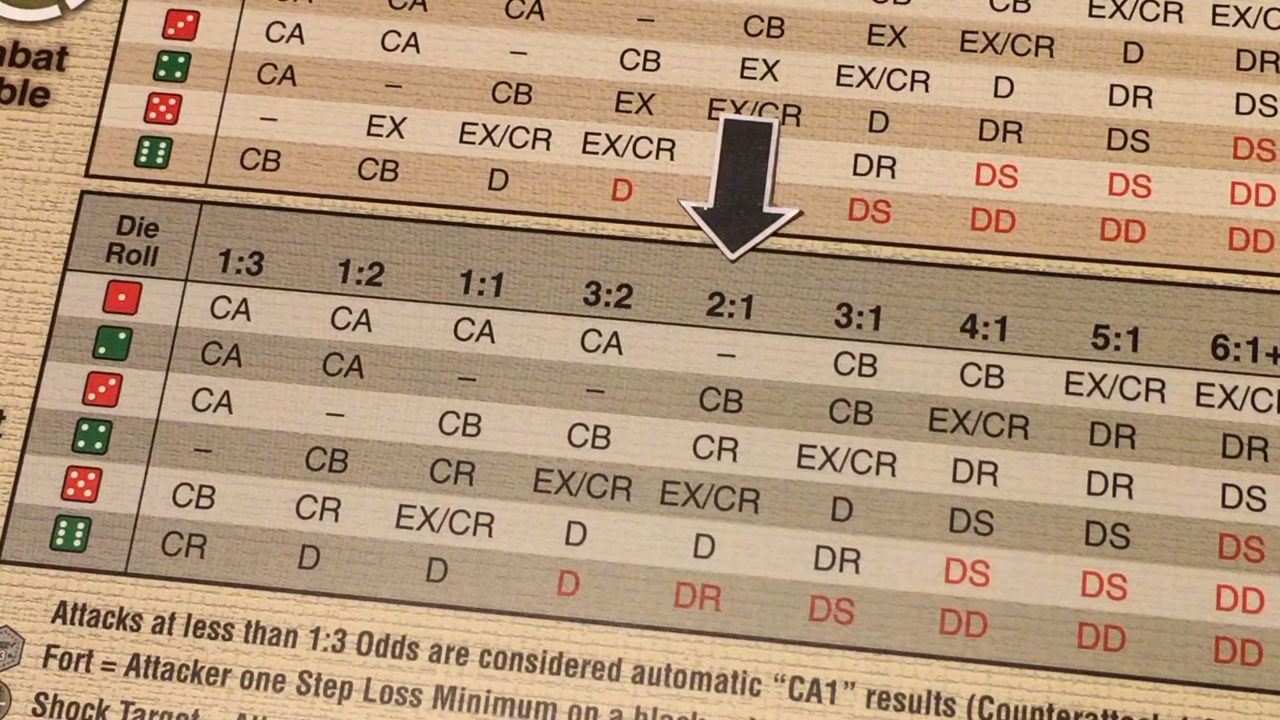 CB EX/CR
CA CA – CB EX EX/CR D DR
CA CA – CB EX EX/CR D DR DS
CA – CB EX EX/CR D DR DS DS
– EX EX/CR EX/CR DR DS DS DD
CB CB D D DS DD DD DD
Die
Roll 1:3 1:2 1:1 3:2 2:1 3:1 4:1 5:1 6:1+
CA CA CA CA – CB CB EX/CR
CA CA – – CB CB EX/CR DR DR
CA – CB CB CR EX/CR DR DR DS
– CB CR EX/CR EX/CR D DS DS DS
CB CR EX/CR D D DR DS DS DD
CR D D D DR DS DD DD DD
Attacks at less than 1:3 Odds are considered automatic “CA1” results
Fort = Attacker one Step Loss Minimum on a
Shock Target